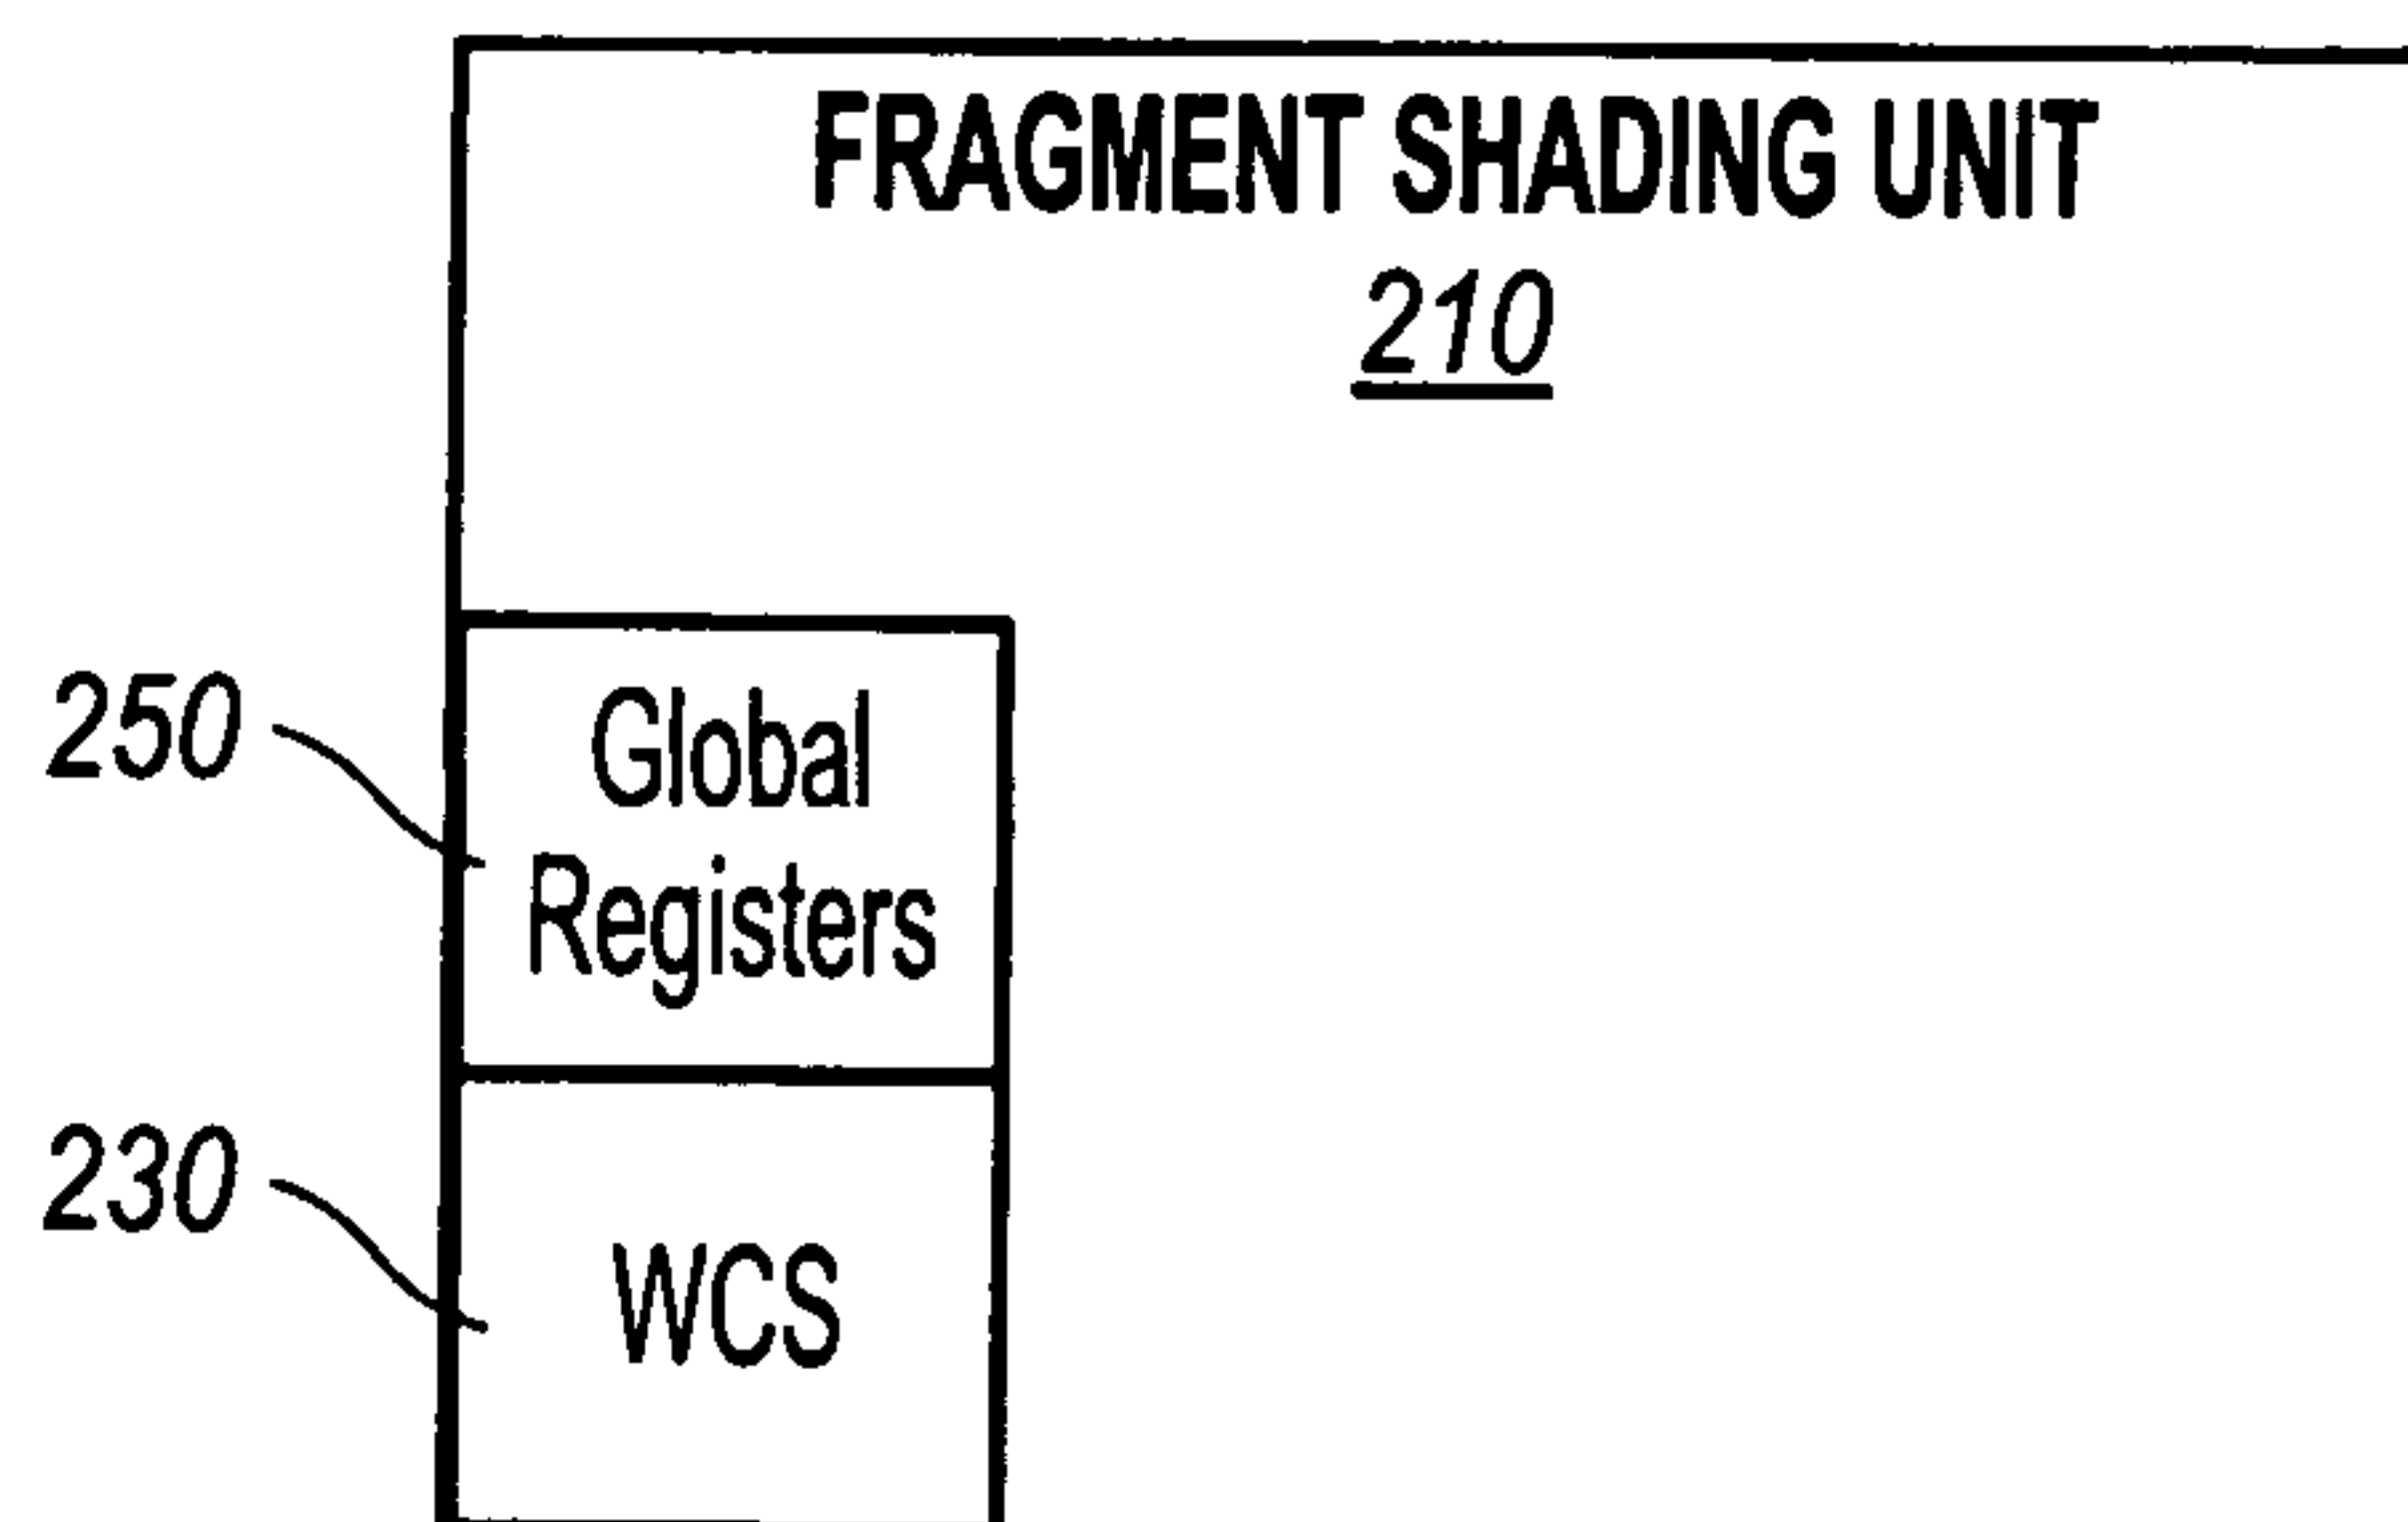 FRAGMENT SHADING UNIT
210
250
Global
Registers
230
WCS